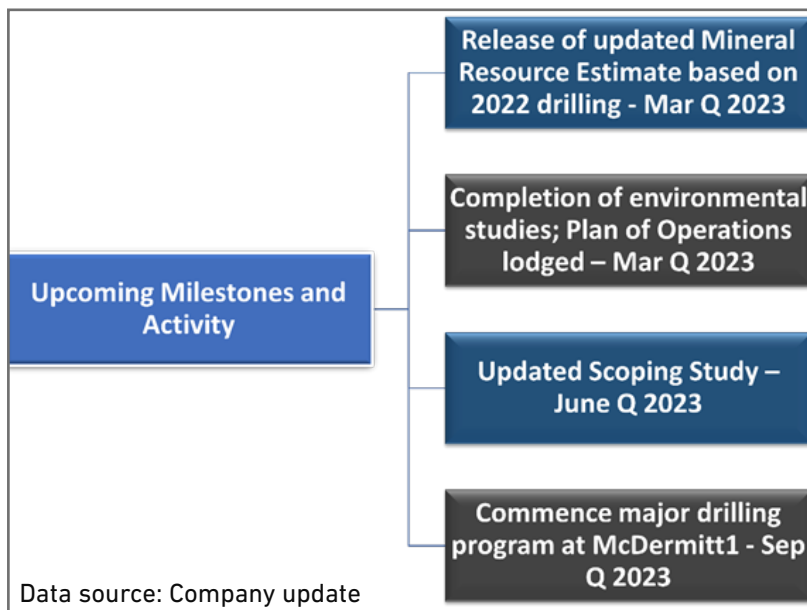 Release of updated Mineral
Resource Estimate based on
2022 drilling - Mar Q 2023
Completion of environmental
studies; Plan of Operations
lodged – Mar Q 2023
Upcoming Milestones and
Activity
Updated Scoping Study –
June Q 2023
Commence major drilling
program at McDermitt1 - Sep
Q 2023
Data source: Company update